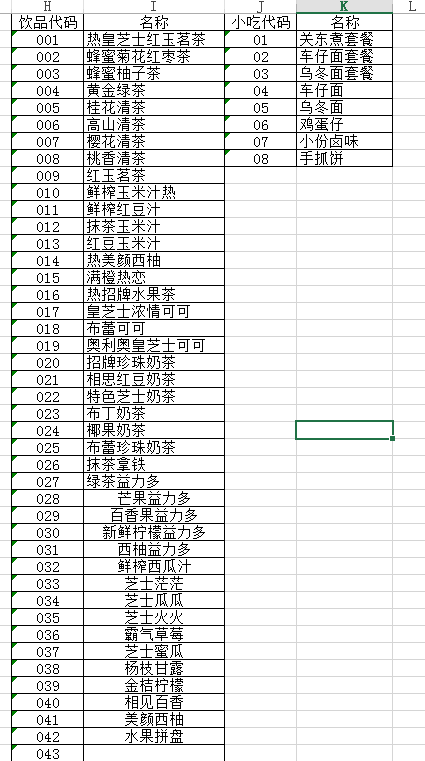 H I J K L
饮品代码 名称 小吃代码 名称
001 热皇芝士红玉茗茶 01 关东煮套餐
002 蜂蜜菊花红枣茶 02 车仔面套餐
003 蜂蜜柚子茶 03 乌冬面套餐
004 黄金绿茶 04 车仔面
005 桂花清茶 05 乌冬面
006 高山清茶 06 鸡蛋仔
007 樱花清茶 07 小份卤味
008 桃香清茶 08 手抓饼
009 红玉茗茶
010 鲜榨玉米汁热
011 鲜榨红豆汁
012 抹茶玉米汁
013 红豆玉米汁
014 热美颜西柚
015 满橙热恋
016 热招牌水果茶
017 皇芝士浓情可可
018 布蕾可可
019 奥利奥皇芝士可可
020 招牌珍珠奶茶
021 相思红豆奶茶
022 特色芝士奶茶
023 布丁奶茶
024 椰果奶茶
025 布蕾珍珠奶茶
026 抹茶拿铁
027 绿茶益力多
028 芒果益力多
029 百香果益力多
030 新鲜柠檬益力多
031 西柚益力多
032 鲜榨西瓜汁
033 芝士茫茫
034 芝士瓜瓜
035 芝士火火
036 霸气草莓
037 芝士蜜瓜
038 杨枝甘露
039 金桔柠檬
040 相见百香
041 美颜西柚
042 水果拼盘
043